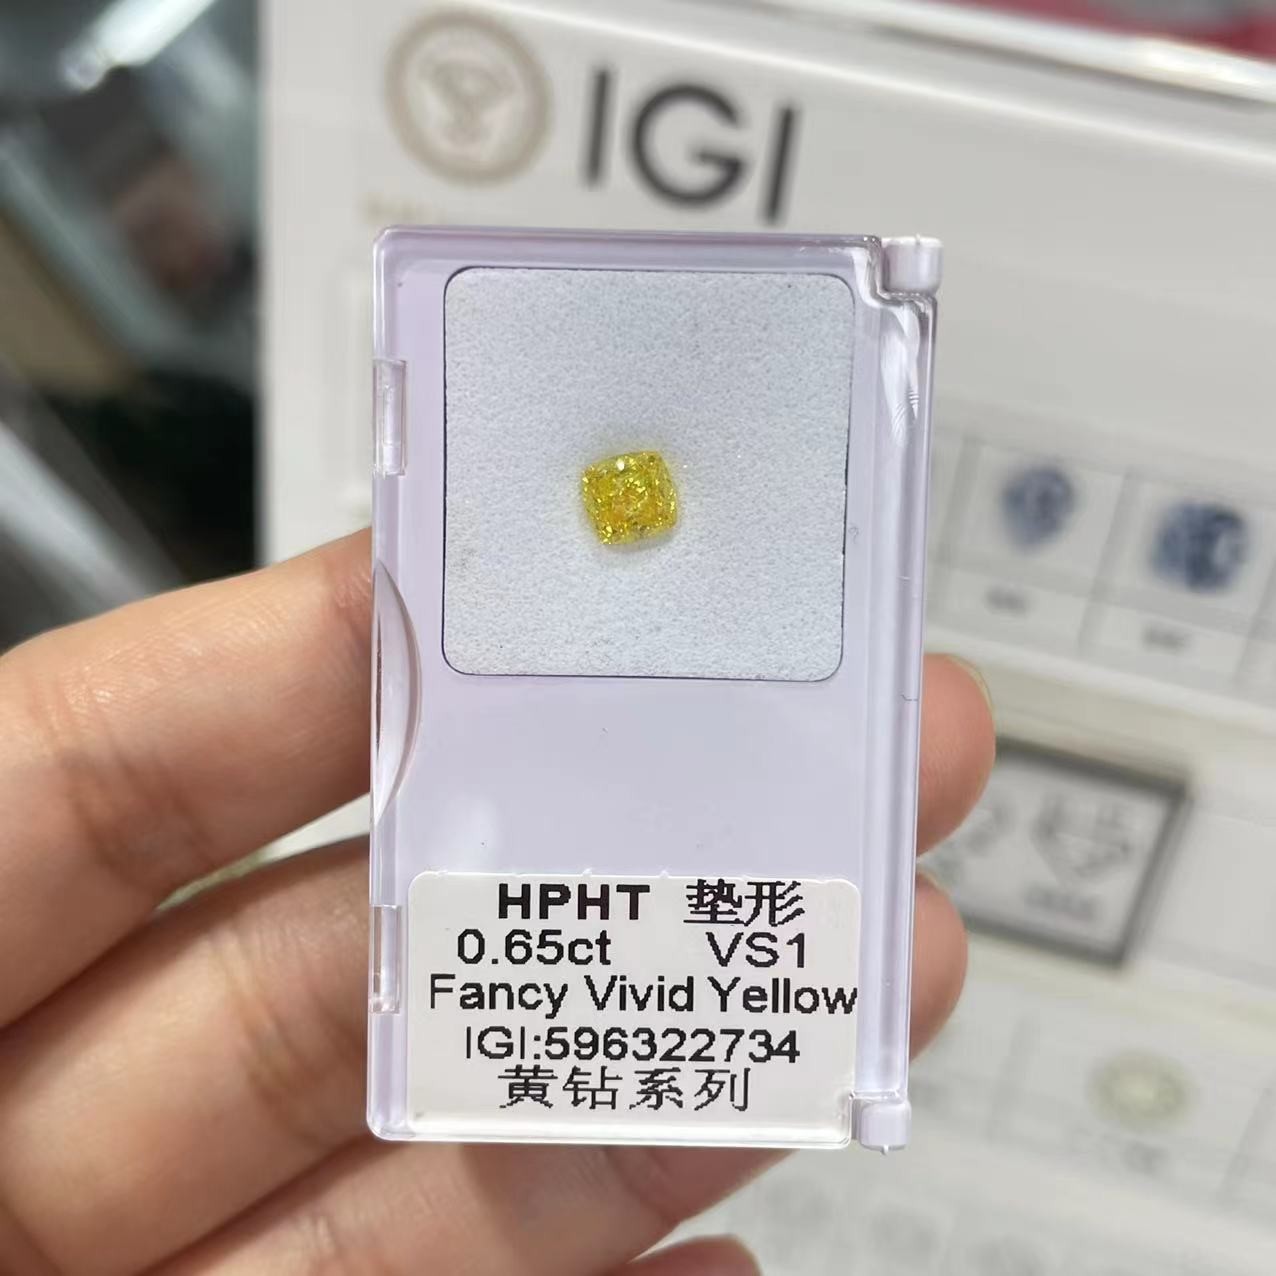 IGI
HPHT 垫形
0.65ct VS1
Fancy Vivid Yellow
IGI:596322734
黄钻系列